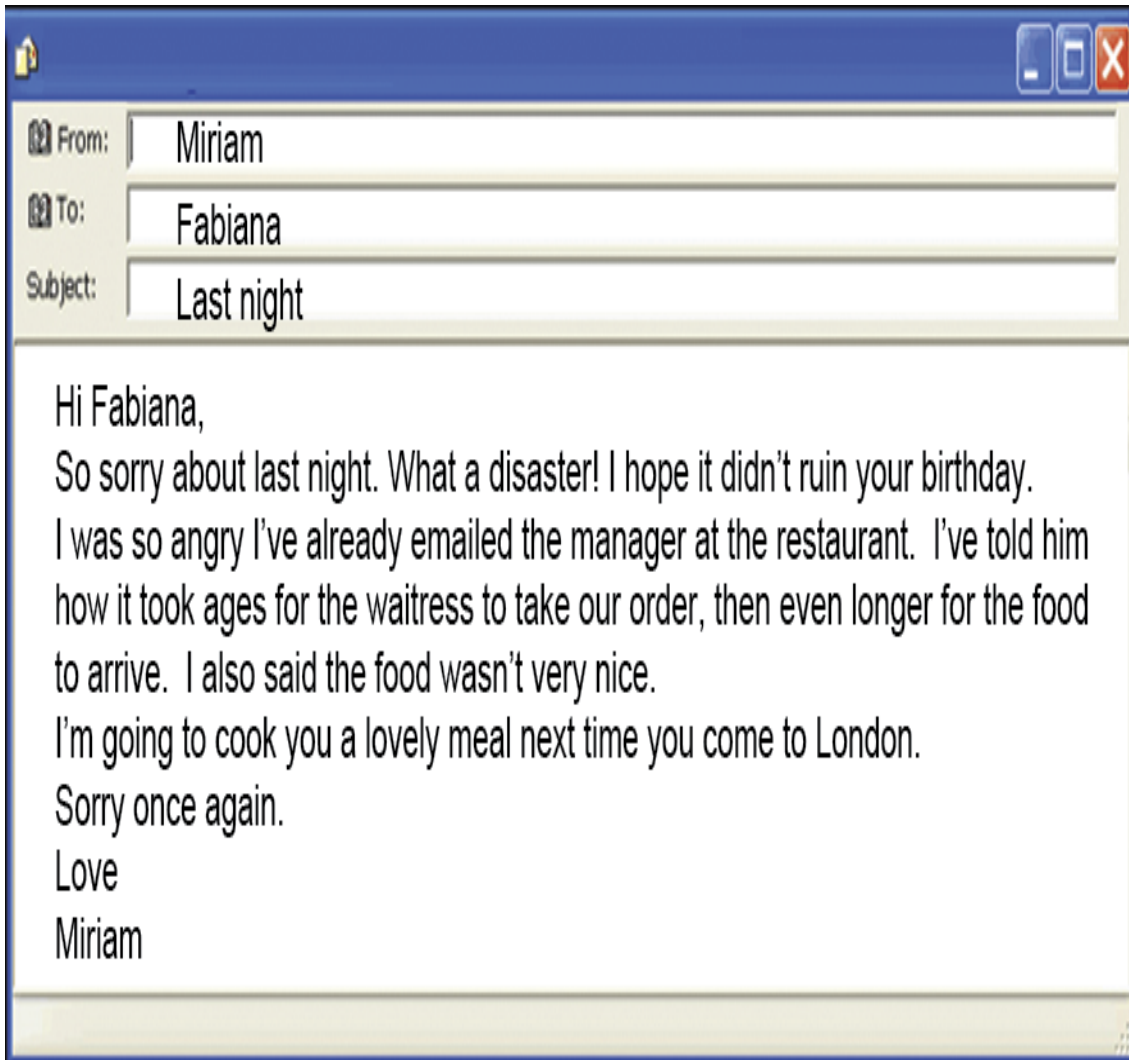 From: Miriam
To: Fabiana
Subject: Last night
Hi Fabiana,
So sorry about last night. What a disaster! I hope it didn’t ruin your birthday.
I was so angry I’ve already emailed the manager at the restaurant.  I’ve told him
how it took ages for the waitress to take our order, then even longer for the food
to arrive.  I also said the food wasn’t very nice.
I’m going to cook you a lovely meal next time you come to London.
Sorry once again.
Love
Miriam